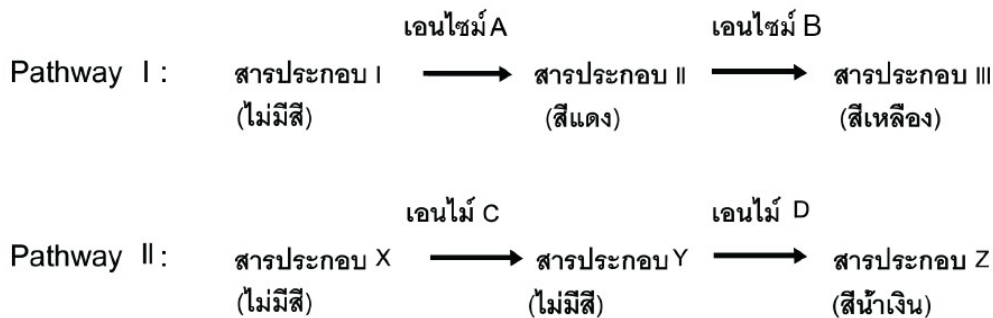 เอนไซม์ A เอนไซม์ B
Pathway I : สารประกอบ I สารประกอบ II สารประกอบ III
(ไม่มีสี) (สีแดง) (สีเหลือง)
เอนไม์ C เอนไม์ D
Pathway II : สารประกอบ X สารประกอบ Y สารประกอบ Z
(ไม่มีสี) (ไม่มีสี) (สีน้ำเงิน)